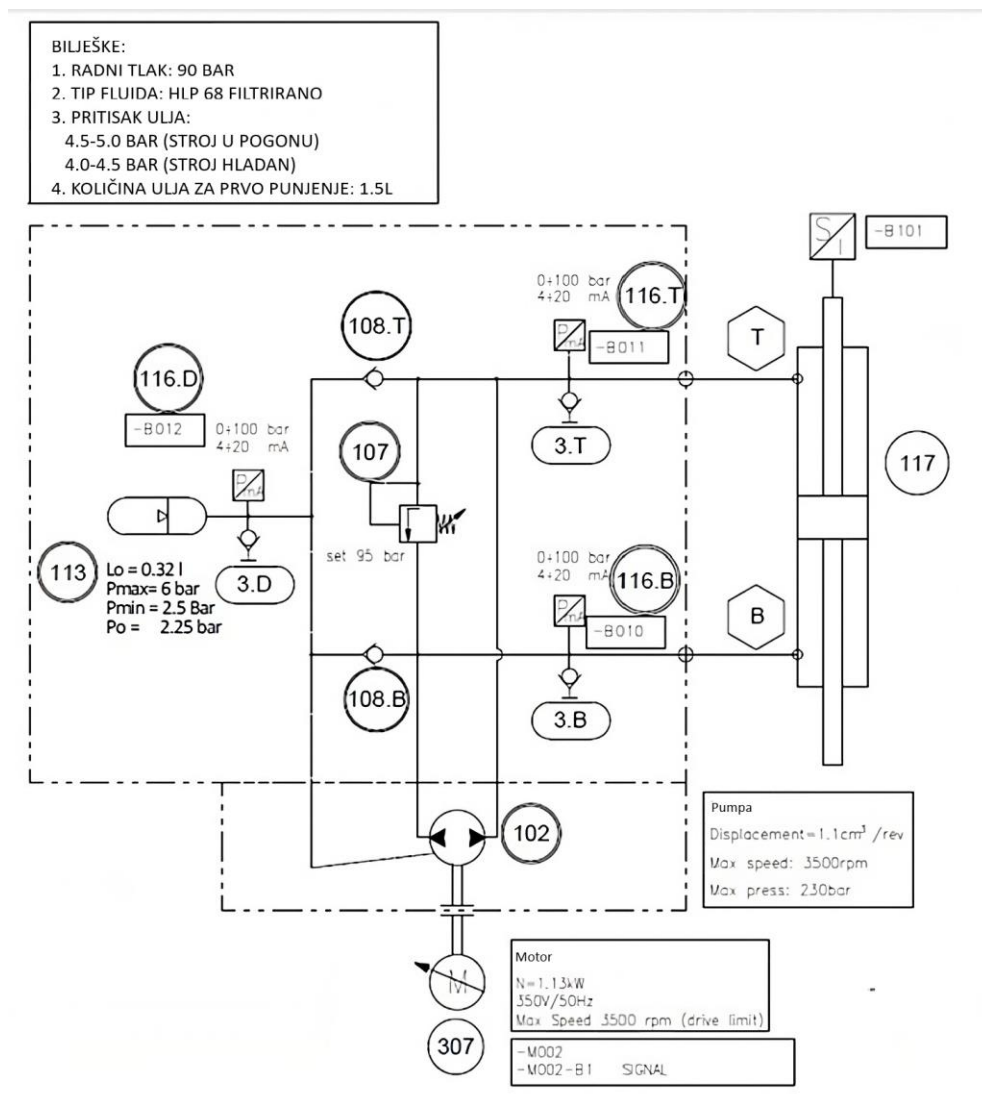 BILJEŠKE:
1. RADNI TLAK: 90 BAR
2. TIP FLUIDA: HLP 68 FILTRIRANO
3. PRITISAK ULJA:
4.5-5.0 BAR (STROJ U POGONU)
4.0-4.5 BAR (STROJ HLADAN)
4. KOLIČINA ULJA ZA PRVO PUNJENJE: 1.5L
S
I
-B101
0÷100 bar
4÷20 mA
116.T
P
mA
-B011
108.T
T
116.D
-B012
0÷100 bar
4÷20 mA
P
mA
107
3.T
117
set 95 bar
113
Lo = 0.32 l
Pmax= 6 bar
Pmin = 2.5 Bar
Po = 2.25 bar
3.D
0÷100 bar
4÷20 mA
116.B
P
mA
-B010
B
108.B
3.B
102
Pumpa
Displacement=1.1cm³ /rev
Max speed: 3500rpm
Max press: 230bar
M
307
Motor
N=1.13kW
350V/50Hz
Max Speed 3500 rpm (drive limit)
-M002
-M002-B1 SIGNAL